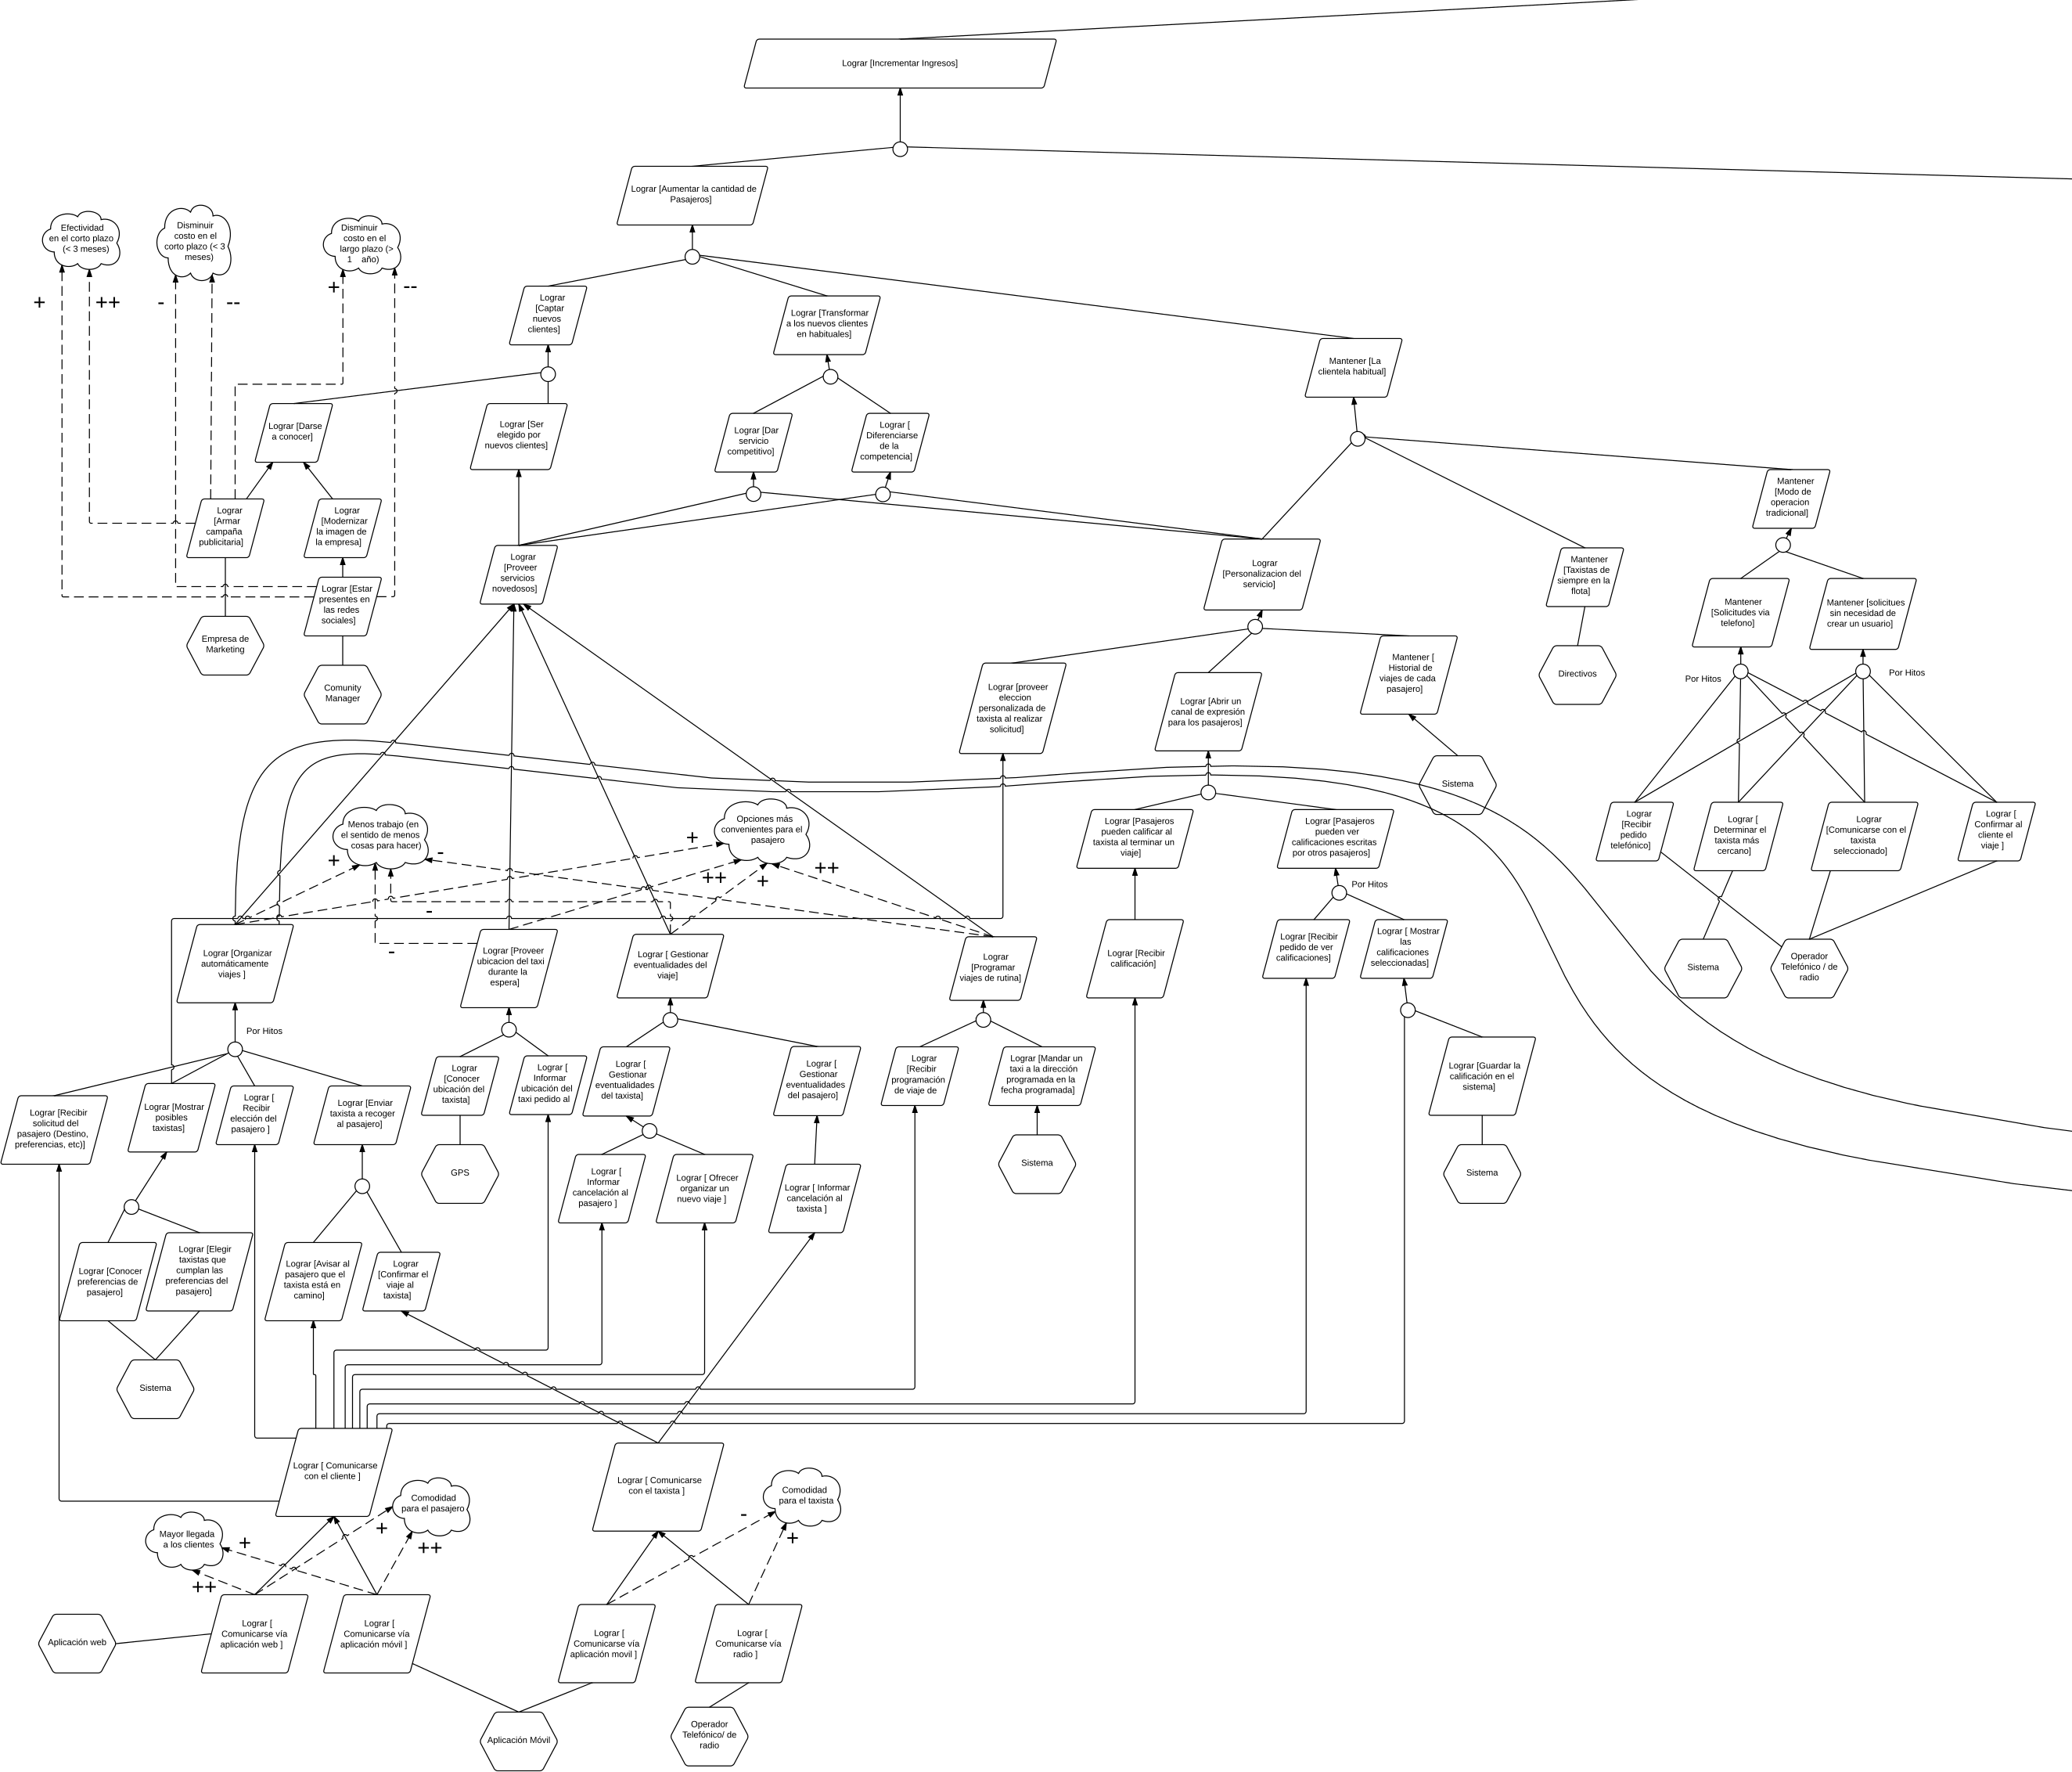 Lograr [Incrementar Ingresos]
Lograr [Aumentar la cantidad de
Pasajeros]
Efectividad
en el corto plazo
(< 3 meses)
Disminuir
costo en el
corto plazo (< 3
meses)
Disminuir
costo en el
largo plazo (>
1 año)
+
++
-
--
+
--
Lograr
[Captar
nuevos
clientes]
Lograr [Transformar
a los nuevos clientes
en habituales]
Mantener [La
clientela habitual]
Lograr [Darse
a conocer]
Lograr [Ser
elegido por
nuevos clientes]
Lograr [Dar
servicio
competitivo]
Lograr [
Diferenciarse
de la
competencia]
Mantener
[Modo de
operacion
tradicional]
Lograr
[Armar
campaña
publicitaria]
Lograr
[Modernizar
la imagen de
la empresa]
Lograr [Estar
presentes en
las redes
sociales]
Empresa de
Marketing
Comunity
Manager
Lograr
[Proveer
servicios
novedosos]
Lograr
[Personalizacion del
servicio]
Mantener
[Taxistas de
siempre en la
flota]
Directivos
Mantener
[Solicitudes via
telefono]
Mantener [solicitues
sin necesidad de
crear un usuario]
Por Hitos
Por Hitos
Lograr [proveer
eleccion
personalizada de
taxista al realizar
solicitud]
Lograr [Abrir un
canal de expresión
para los pasajeros]
Mantener [
Historial de
viajes de cada
pasajero]
Sistema
Menos trabajo (en
el sentido de menos
cosas para hacer)
Opciones más
convenientes para el
pasajero
+
-
+
++
+
++
-
-
Lograr [Pasajeros
pueden calificar al
taxista al terminar un
viaje]
Lograr [Pasajeros
pueden ver
calificaciones escritas
por otros pasajeros]
Por Hitos
Lograr
[Recibir
pedido
telefónico]
Lograr [
Determinar el
taxista más
cercano]
Lograr
[Comunicarse con el
taxista
seleccionado]
Lograr [
Confirmar al
cliente el
viaje ]
Sistema
Operador
Telefónico / de
radio
Lograr [Organizar
automáticamente
viajes ]
Lograr [Proveer
ubicacion del taxi
durante la
espera]
Lograr [ Gestionar
eventualidades del
viaje]
Lograr
[Programar
viajes de rutina]
Lograr [Recibir
calificación]
Lograr [Recibir
pedido de ver
calificaciones]
Lograr [ Mostrar
las
calificaciones
seleccionadas]
Por Hitos
Lograr [Recibir
solicitud del
pasajero (Destino,
preferencias, etc)]
Lograr [Mostrar
posibles
taxistas]
Lograr [
Recibir
elección del
pasajero ]
Lograr [Enviar
taxista a recoger
al pasajero]
Lograr
[Conocer
ubicación del
taxista]
Lograr [
Informar
ubicación del
taxi pedido al
Lograr [
Gestionar
eventualidades
del taxista]
Lograr [
Gestionar
eventualidades
del pasajero]
Lograr
[Recibir
programación
de viaje de
Lograr [Mandar un
taxi a la dirección
programada en la
fecha programada]
Lograr [Guardar la
calificación en el
sistema]
GPS
Lograr [
Informar
cancelación al
pasajero ]
Lograr [ Ofrecer
organizar un
nuevo viaje ]
Lograr [ Informar
cancelación al
taxista ]
Sistema
Sistema
Lograr [Conocer
preferencias de
pasajero]
Lograr [Elegir
taxistas que
cumplan las
preferencias del
pasajero]
Lograr [Avisar al
pasajero que el
taxista está en
camino]
Lograr
[Confirmar el
viaje al
taxista]
Sistema
Lograr [ Comunicarse
con el cliente ]
Lograr [ Comunicarse
con el taxista ]
Comodidad
para el pasajero
Comodidad
para el taxista
Mayor llegada
a los clientes
+
+
++
++
-
+
Lograr [
Comunicarse vía
aplicación web ]
Lograr [
Comunicarse vía
aplicación móvil ]
Lograr [
Comunicarse vía
aplicación movil ]
Lograr [
Comunicarse vía
radio ]
Aplicación web
Aplicación Móvil
Operador
Telefónico/ de
radio